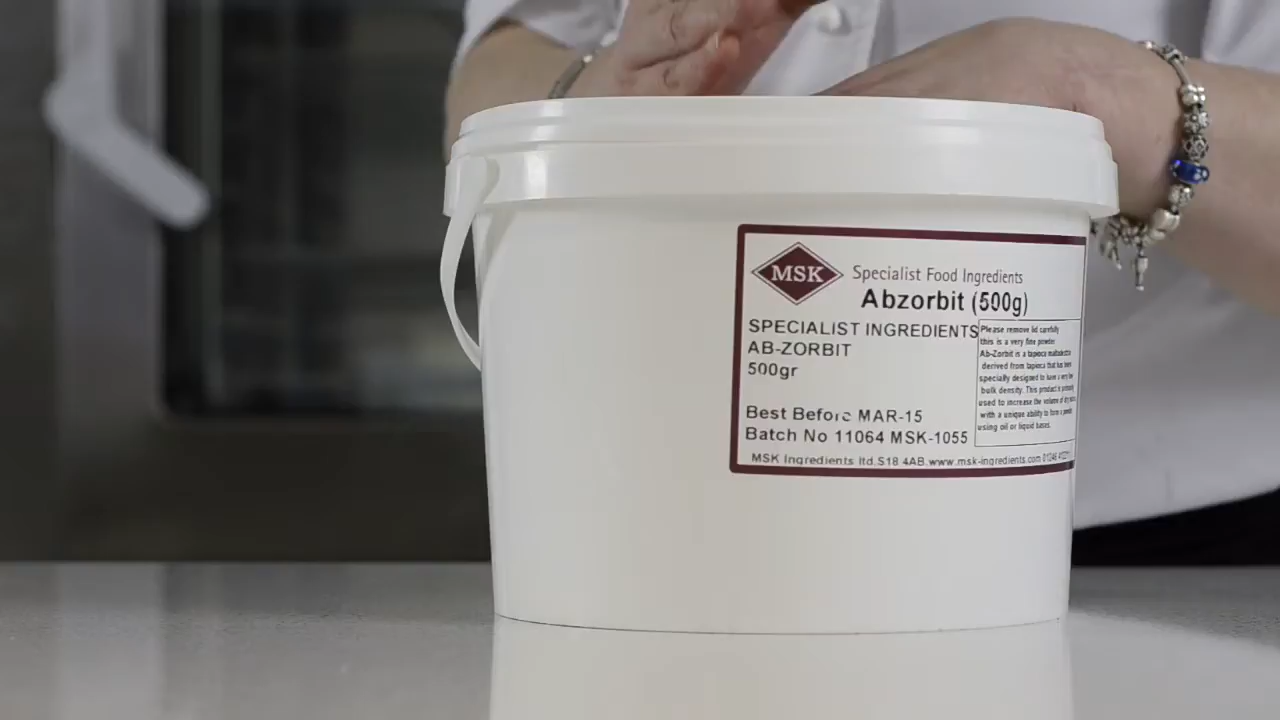 MSK Specialist Food Ingredients
Abzorbit (500g)
SPECIALIST INGREDIENTS
AB-ZORBIT
500gr
Best Before MAR-15
Batch No 11064 MSK-1055
Please remove lid carefully
this is a very fine powder
Ab-Zorbit is a tapioca
derived from tapioca that has been
specially designed to have a very low
bulk density. This product is
used to increase the volume of
with a unique ability to form a
using oil or liquid bases.
MSK Ingredients ltd.S18 4AB.www.msk-ingredients.com 01246